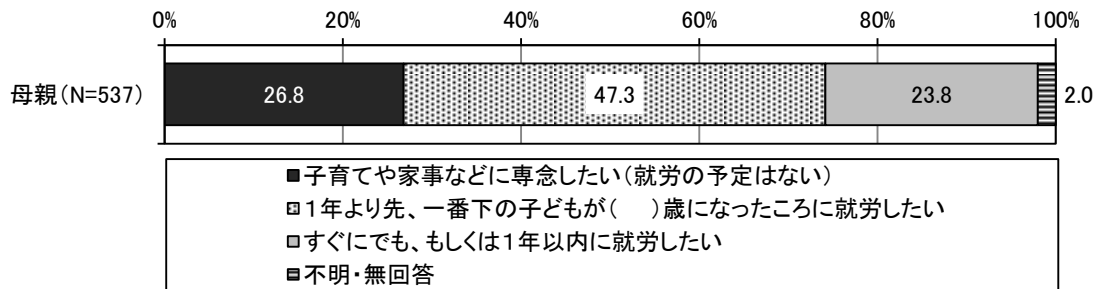 0% 20% 40% 60% 80% 100%
母親(N=537) 26.8 47.3 23.8 2.0
子育てや家事などに専念したい(就労の予定はない)
1年より先、一番下の子どもが(　)歳になったころに就労したい
すぐにでも、もしくは1年以内に就労したい
不明・無回答